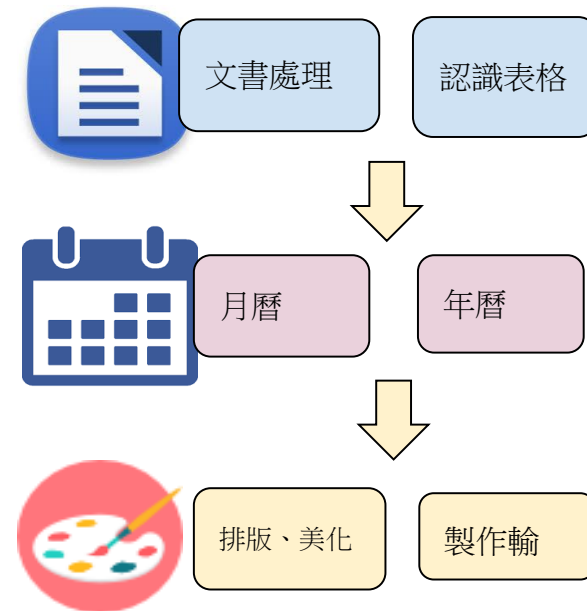 文書處理
認識表格
月曆
年曆
排版、美化
製作輸